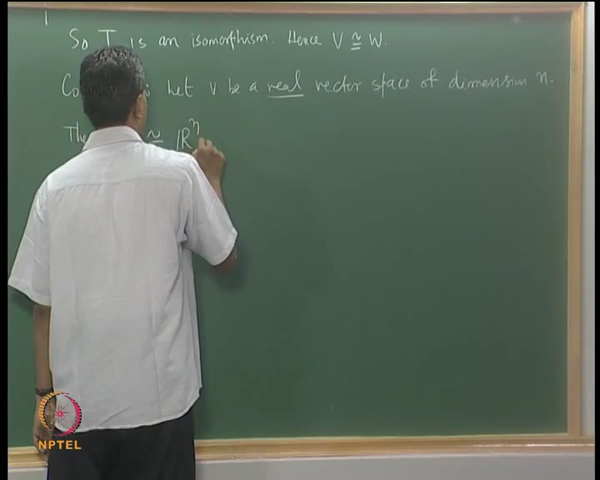 So T is an isomorphism. Hence V ≅ W.
Let V be a real vector space of dimension n.
≅ ℝⁿ
NPTEL